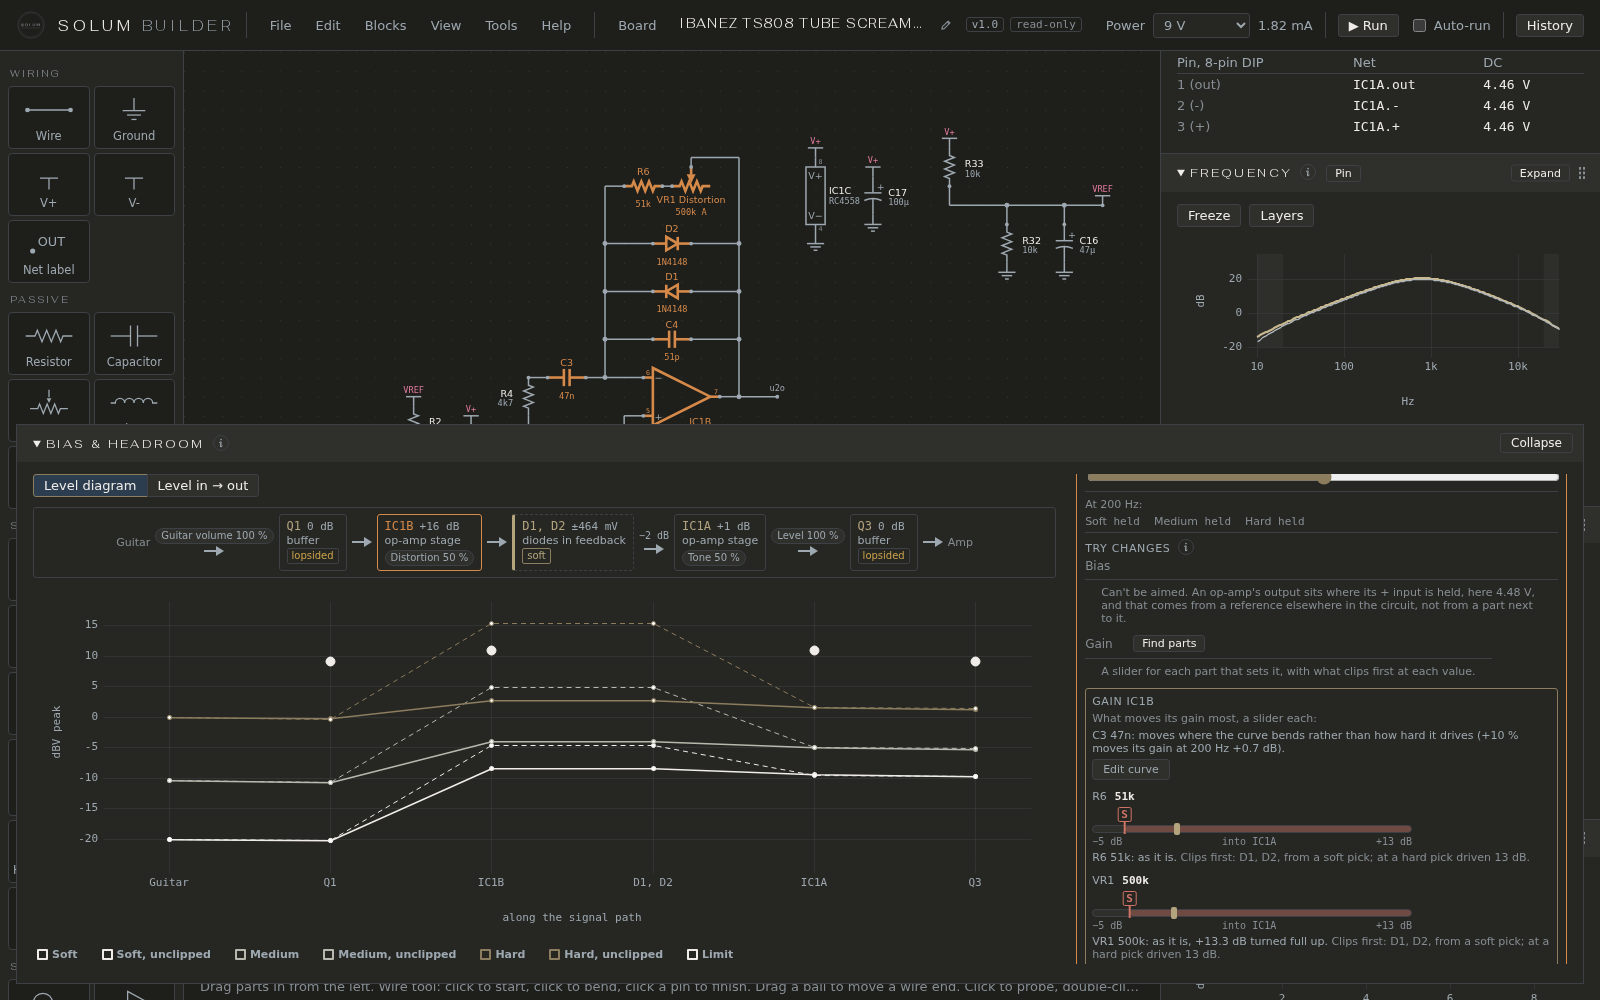 SOLUM BUILDER
File Edit Blocks View Tools Help
Board IBANEZ TS808 TUBE SCREAM... v1.0 read-only
Power 9 V 1.82 mA ▶ Run Auto-run History
WIRING
Wire Ground
V+ V-
OUT
Net label
PASSIVE
Resistor Capacitor
R6
51k VR1 Distortion
500k A
D2
1N4148
D1
1N4148
C4
51p
C3
47n
R4
4k7
VREF
R2
V+
6
5
7
IC1B
u2o
V+
8
V+
V−
4
IC1C
RC4558
V+
+
C17
100µ
V+
R33
10k
VREF
R32
10k
+
C16
47µ
Pin, 8-pin DIP Net DC
1 (out) IC1A.out 4.46 V
2 (-) IC1A.- 4.46 V
3 (+) IC1A.+ 4.46 V
▼ FREQUENCY i Pin Expand
Freeze Layers
20
0
-20
dB
10 100 1k 10k
Hz
▼ BIAS & HEADROOM i Collapse
Level diagram Level in → out
Guitar Guitar volume 100 %
Q1 0 dB
buffer
lopsided
IC1B +16 dB
op-amp stage
Distortion 50 %
D1, D2 ±464 mV
diodes in feedback
soft
−2 dB
IC1A +1 dB
op-amp stage
Tone 50 %
Level 100 %
Q3 0 dB
buffer
lopsided
Amp
15
10
5
0
-5
-10
-15
-20
dBV peak
Guitar Q1 IC1B D1, D2 IC1A Q3
along the signal path
Soft Soft, unclipped Medium Medium, unclipped Hard Hard, unclipped Limit
At 200 Hz:
Soft held Medium held Hard held
TRY CHANGES i
Bias
Can't be aimed. An op-amp's output sits where its + input is held, here 4.48 V,
and that comes from a reference elsewhere in the circuit, not from a part next
to it.
Gain Find parts
A slider for each part that sets it, with what clips first at each value.
GAIN IC1B
What moves its gain most, a slider each:
C3 47n: moves where the curve bends rather than how hard it drives (+10 %
moves its gain at 200 Hz +0.7 dB).
Edit curve
R6 51k
S
−5 dB into IC1A +13 dB
R6 51k: as it is. Clips first: D1, D2, from a soft pick; at a hard pick driven 13 dB.
VR1 500k
S
−5 dB into IC1A +13 dB
VR1 500k: as it is, +13.3 dB turned full up. Clips first: D1, D2, from a soft pick; at a
hard pick driven 13 dB.
Drag parts in from the left. Wire tool: click to start, click to bend, click a pin to finish. Drag a ball to move a wire end. Click to probe, double-cli...
2 4 6 8